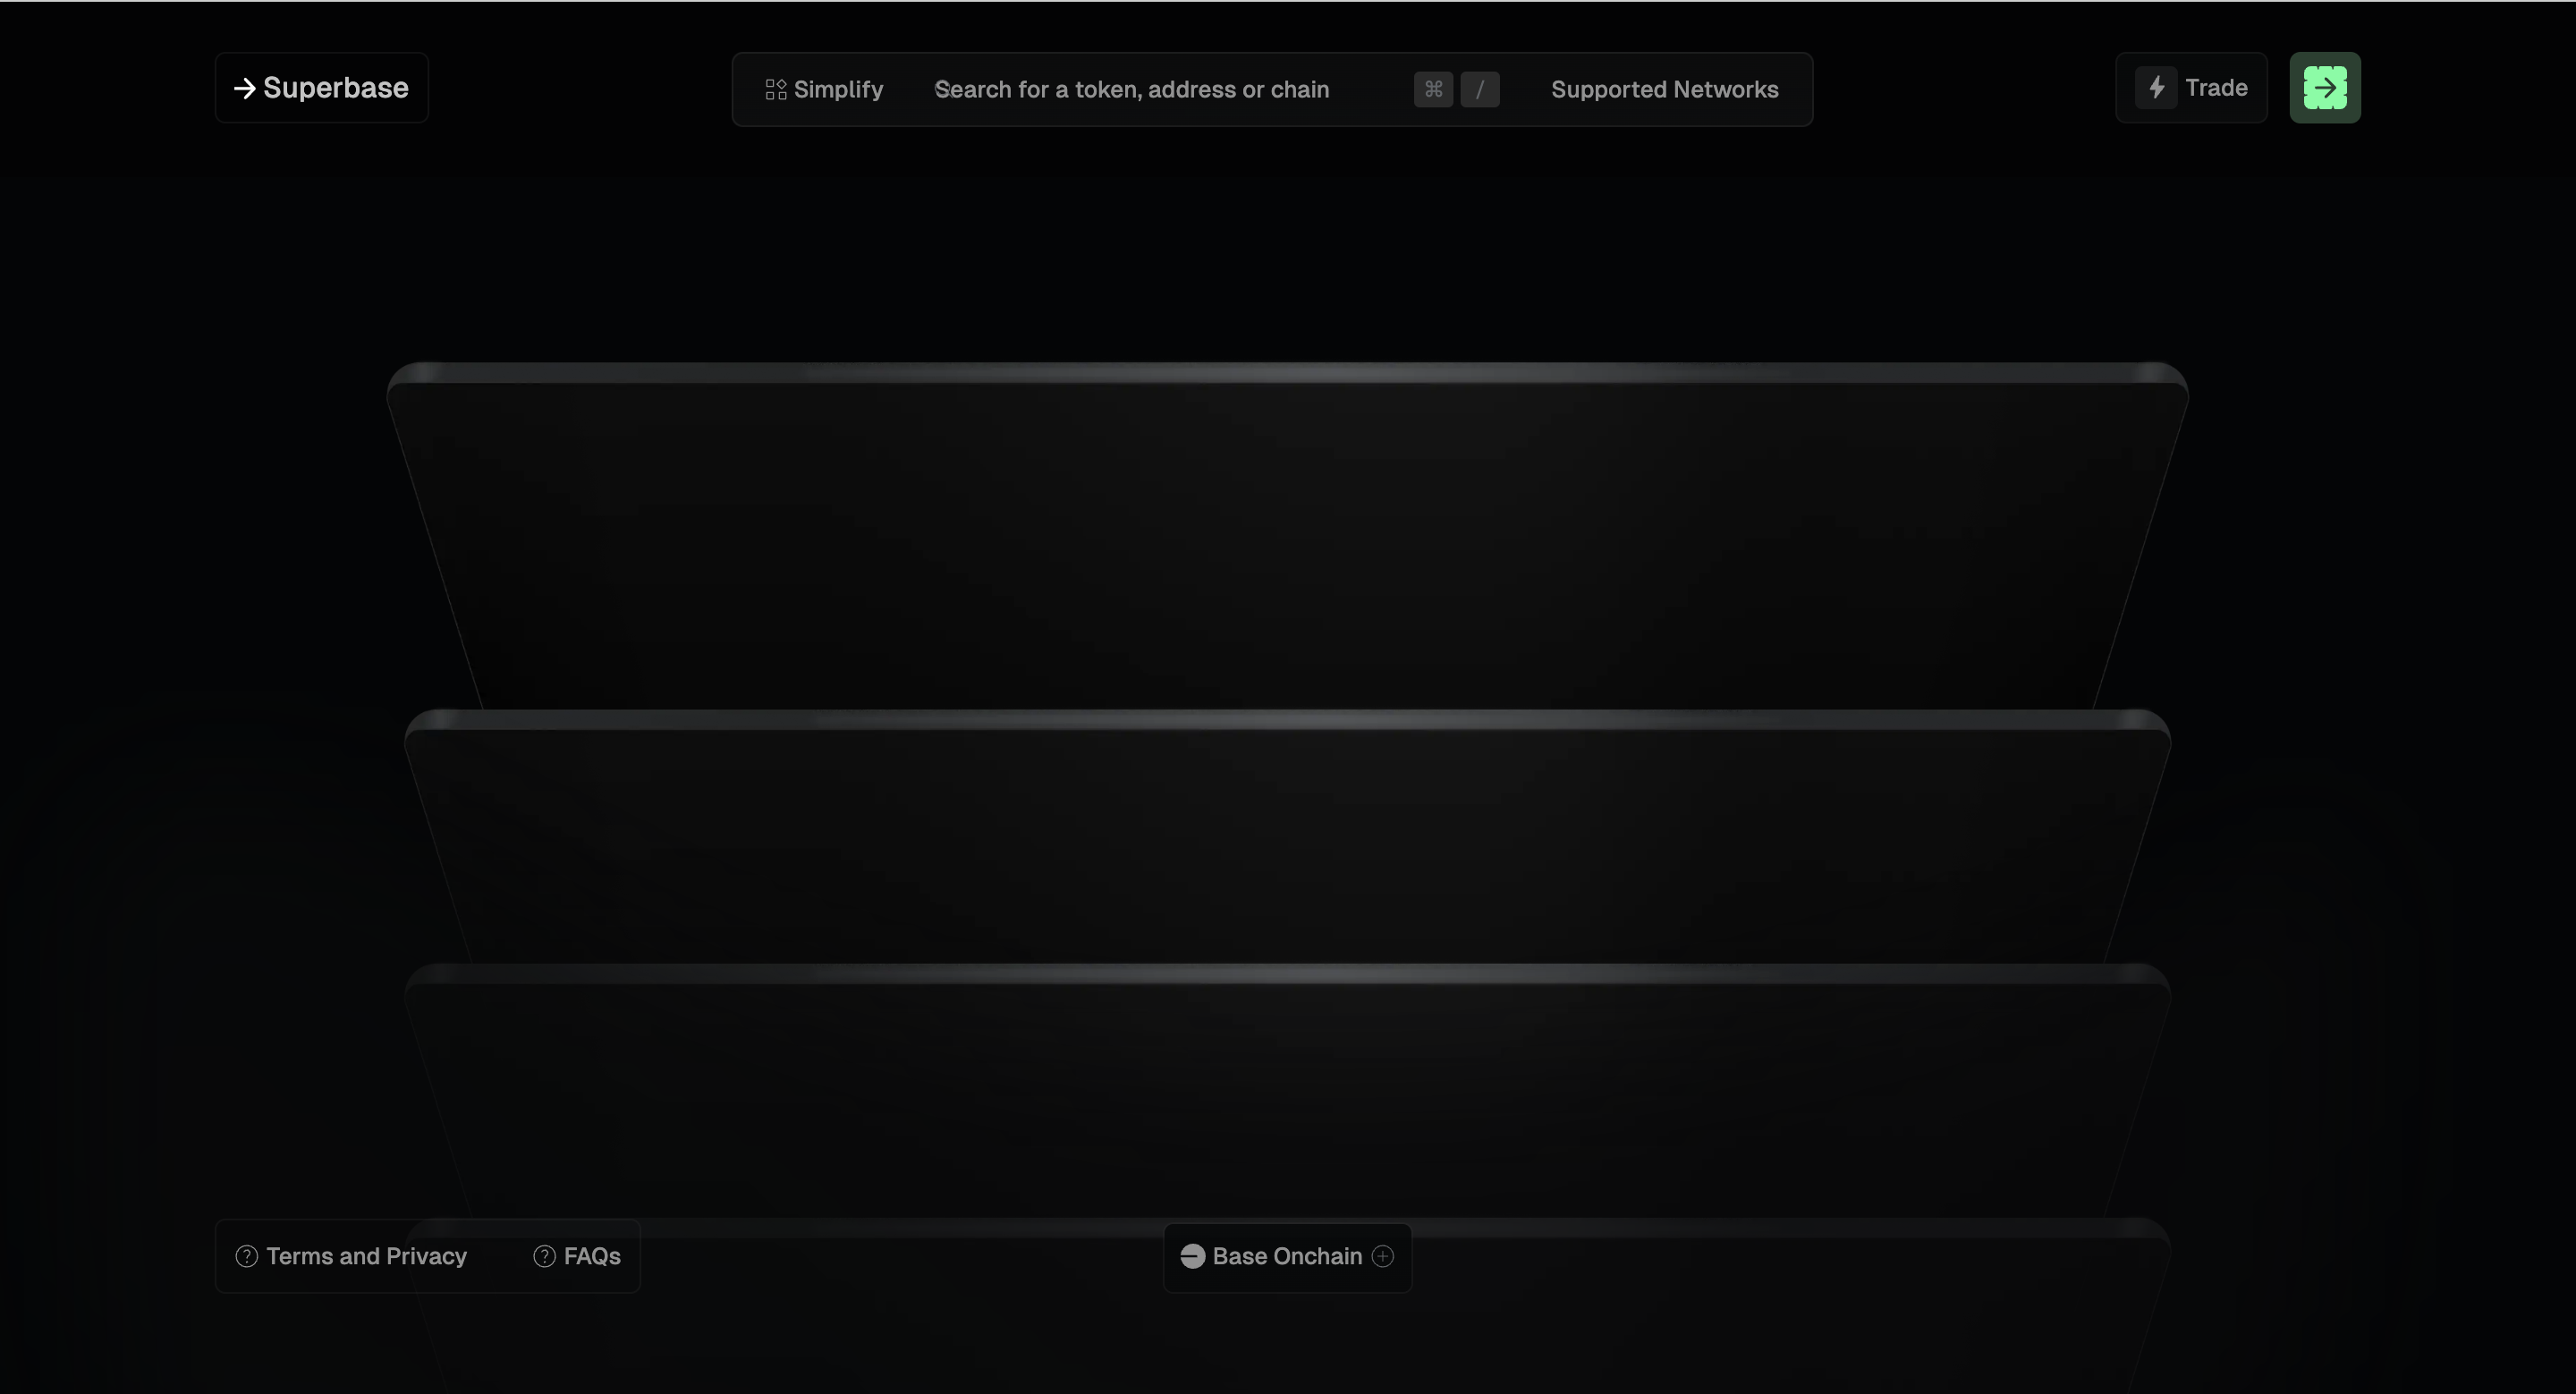 Superbase
Simplify
Search for a token, address or chain
⌘ /
Supported Networks
Trade
Terms and Privacy
FAQs
Base Onchain